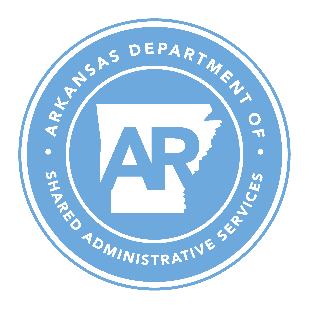 ARKANSAS DEPARTMENT OF
SHARED ADMINISTRATIVE SERVICES
AR